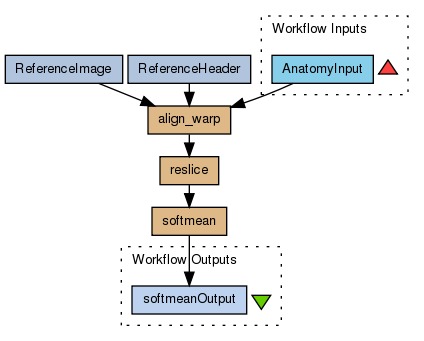 Workflow Inputs
ReferenceImage
ReferenceHeader
AnatomyInput
align_warp
reslice
softmean
Workflow Outputs
softmeanOutput